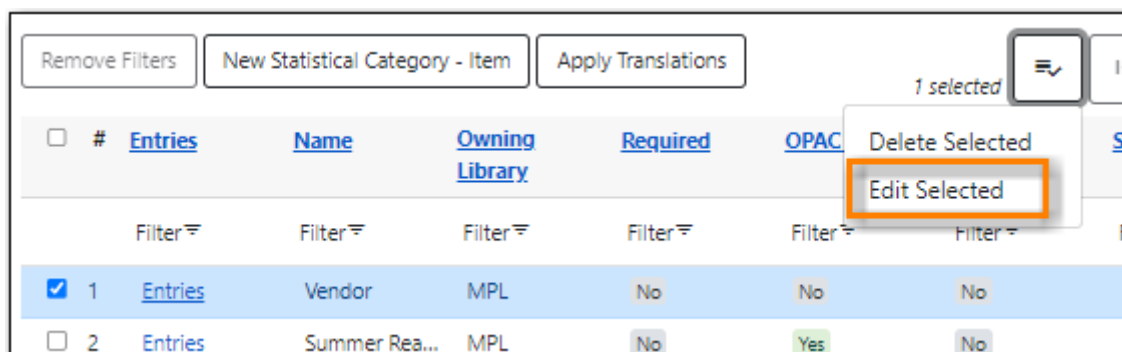 Remove Filters New Statistical Category - Item Apply Translations 1 selected
Delete Selected
Edit Selected
# Entries Name Owning Library Required OPAC
Filter Filter Filter Filter Filter Filter
1 Entries Vendor MPL No No No
2 Entries Summer Rea... MPL No Yes No